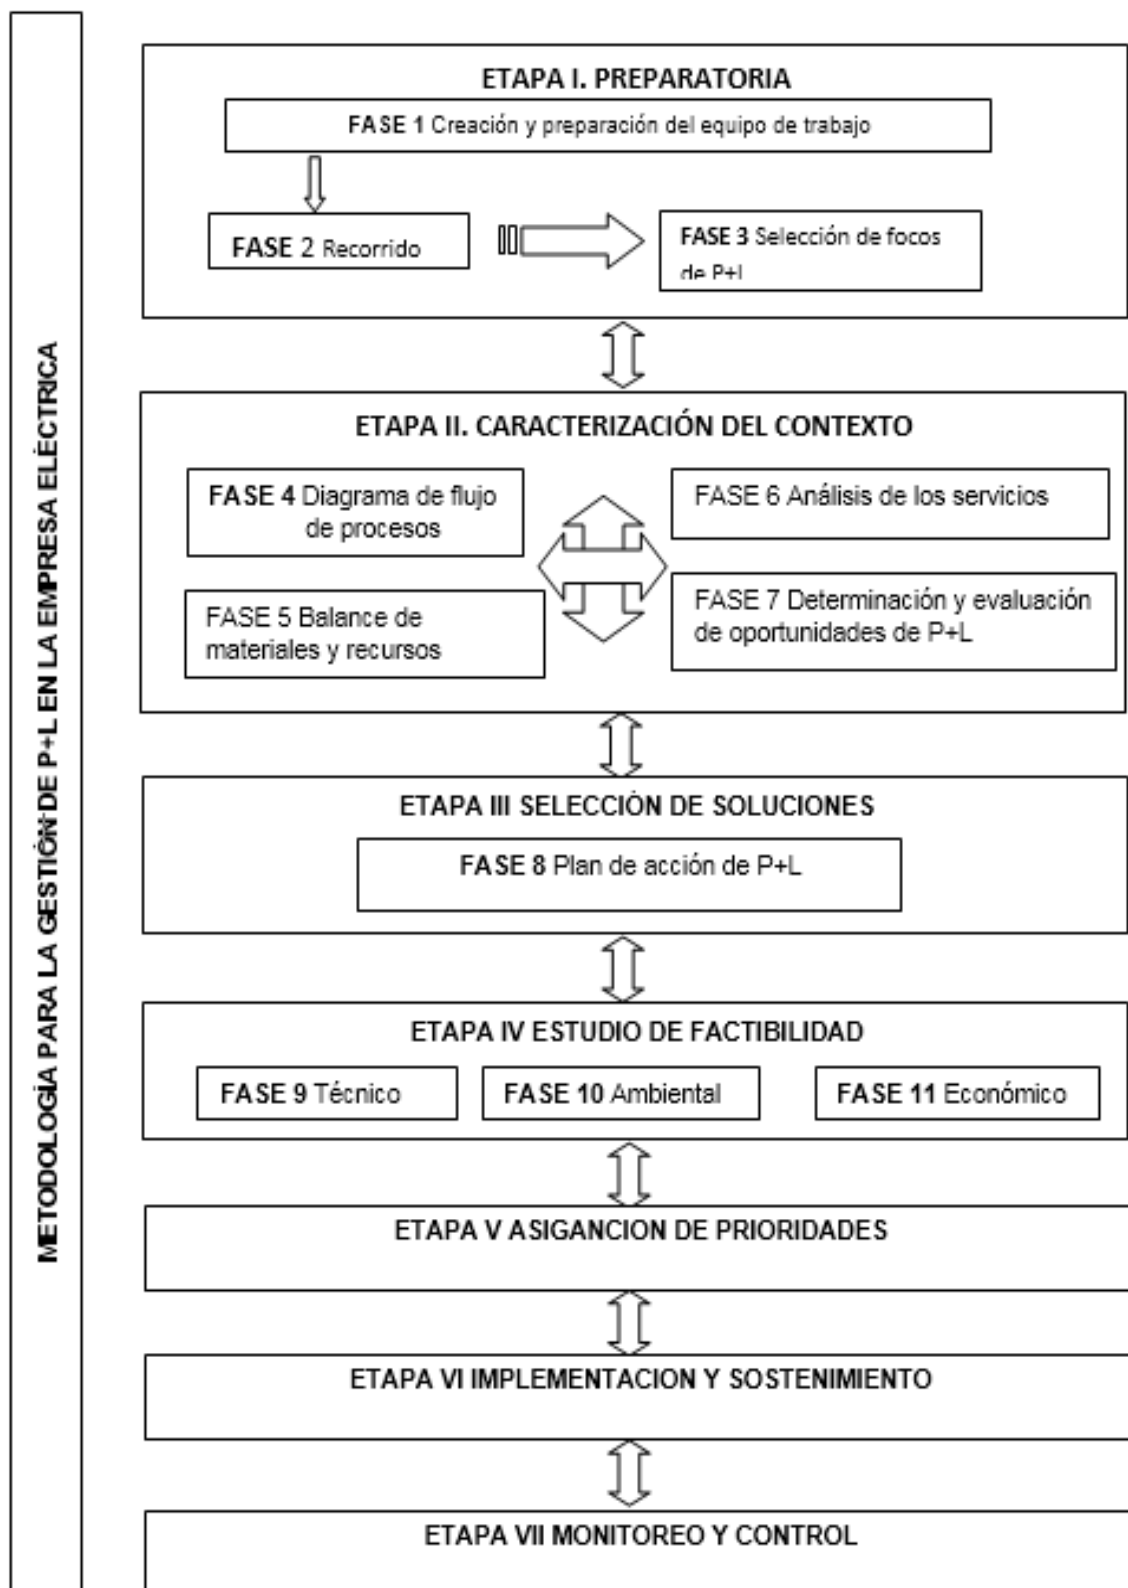 METODOLOGÍA PARA LA GESTIÓN DE P+L EN LA EMPRESA ELÉCTRICA
ETAPA I. PREPARATORIA
FASE 1 Creación y preparación del equipo de trabajo
FASE 2 Recorrido
FASE 3 Selección de focos
de P+L
ETAPA II. CARACTERIZACIÓN DEL CONTEXTO
FASE 4 Diagrama de flujo
de procesos
FASE 5 Balance de
materiales y recursos
FASE 6 Análisis de los servicios
FASE 7 Determinación y evaluación
de oportunidades de P+L
ETAPA III SELECCIÓN DE SOLUCIONES
FASE 8 Plan de acción de P+L
ETAPA IV ESTUDIO DE FACTIBILIDAD
FASE 9 Técnico
FASE 10 Ambiental
FASE 11 Económico
ETAPA V ASIGANCION DE PRIORIDADES
ETAPA VI IMPLEMENTACION Y SOSTENIMIENTO
ETAPA VII MONITOREO Y CONTROL